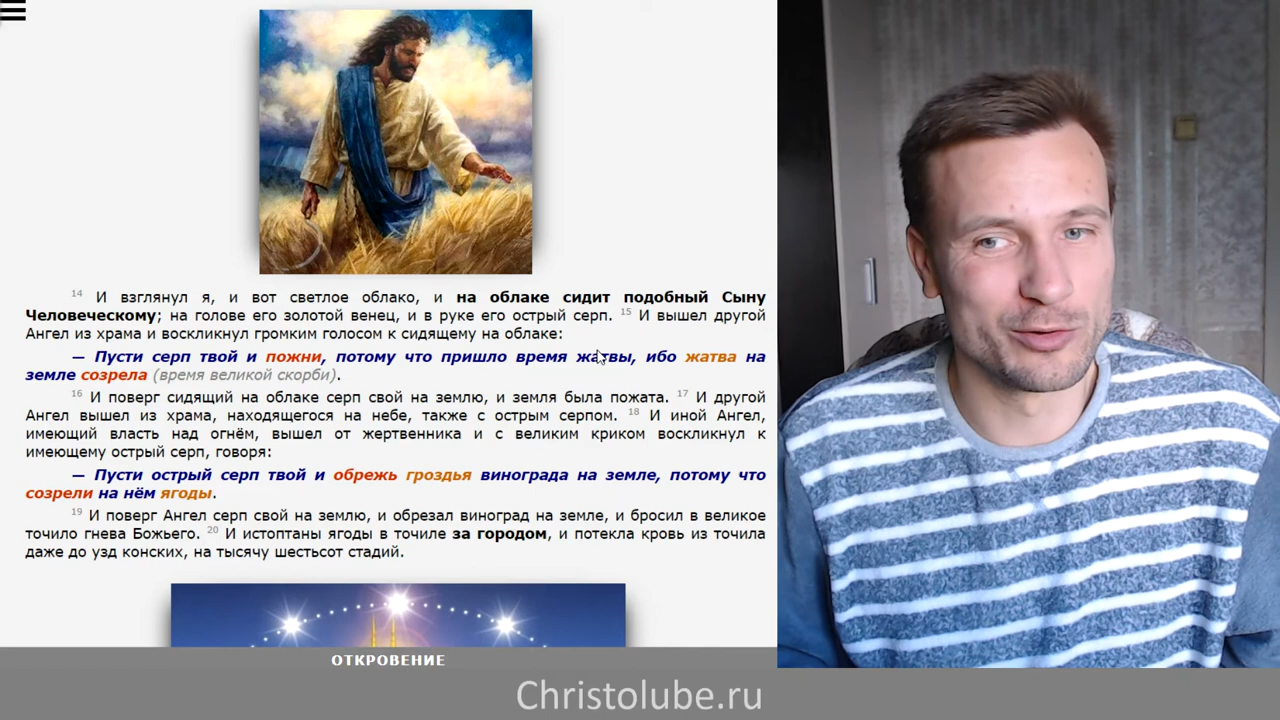 14 И взглянул я, и вот светлое облако, и на облаке сидит подобный Сыну
Человеческому; на голове его золотой венец, и в руке его острый серп. 15 И вышел другой
Ангел из храма и воскликнул громким голосом к сидящему на облаке:
— Пусти серп твой и пожни, потому что пришло время жатвы, ибо жатва на
земле созрела (время великой скорби).
16 И поверг сидящий на облаке серп свой на землю, и земля была пожата. 17 И другой
Ангел вышел из храма, находящегося на небе, также с острым серпом. 18 И иной Ангел,
имеющий власть над огнём, вышел от жертвенника и с великим криком воскликнул к
имеющему острый серп, говоря:
— Пусти острый серп твой и обрежь гроздья винограда на земле, потому что
созрели на нём ягоды.
19 И поверг Ангел серп свой на землю, и обрезал виноград на земле, и бросил в великое
точило гнева Божьего. 20 И истоптаны ягоды в точиле за городом, и потекла кровь из точила
даже до узд конских, на тысячу шестьсот стадий.
ОТКРОВЕНИЕ
Christolube.ru